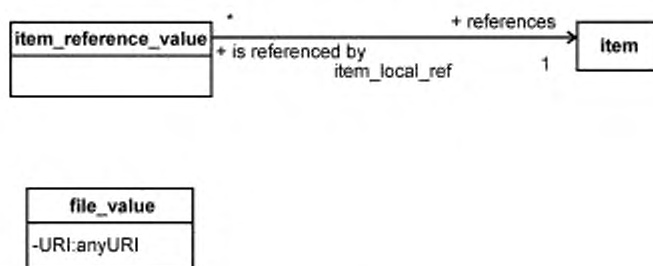 *
+ references
item_reference_value
item
+ is referenced by
item_local_ref
1
file_value
-URI:anyURI